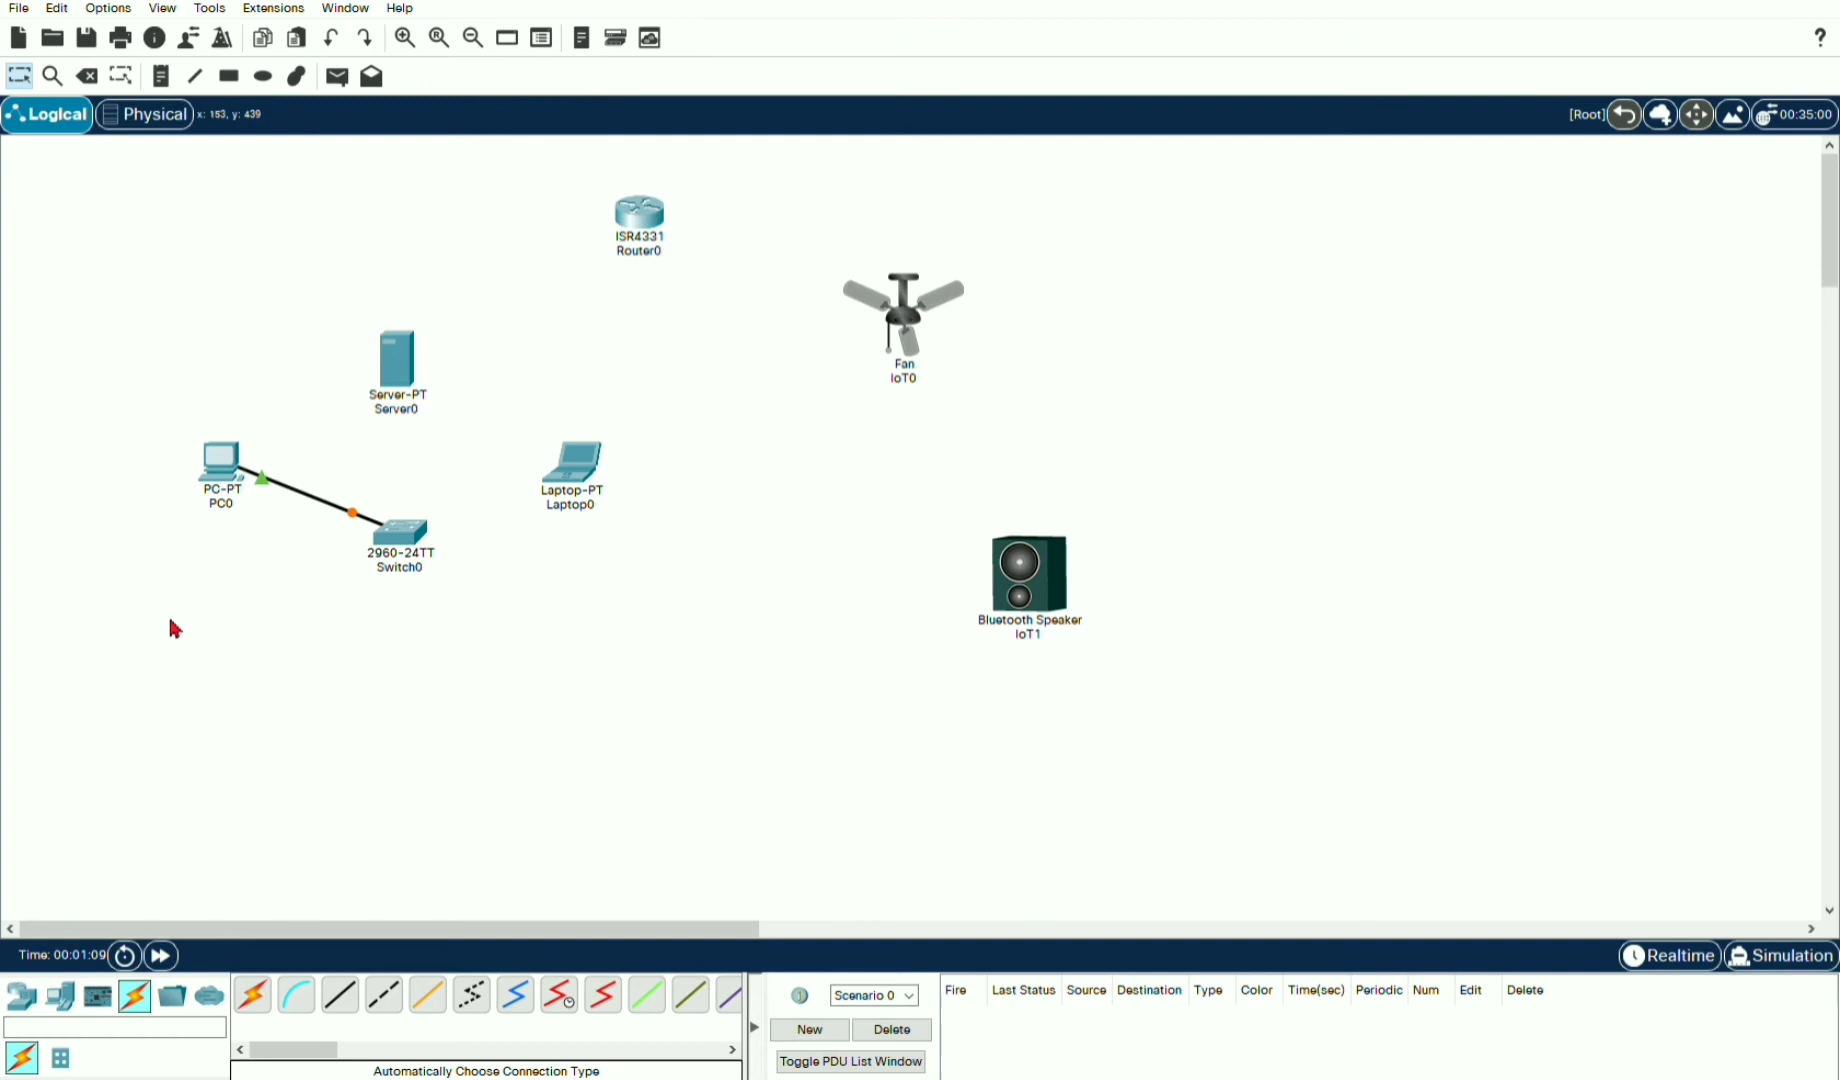 File Edit Options View Tools Extensions Window Help
?
Logical Physical x: 153, y: 439 [Root] 00:35:00
ISR4331
Router0
Fan
IoT0
Server-PT
Server0
PC-PT
PC0
Laptop-PT
Laptop0
2960-24TT
Switch0
Bluetooth Speaker
IoT1
Time: 00:01:09 Realtime Simulation
Scenario 0
New Delete
Toggle PDU List Window
Fire Last Status Source Destination Type Color Time(sec) Periodic Num Edit Delete
Automatically Choose Connection Type